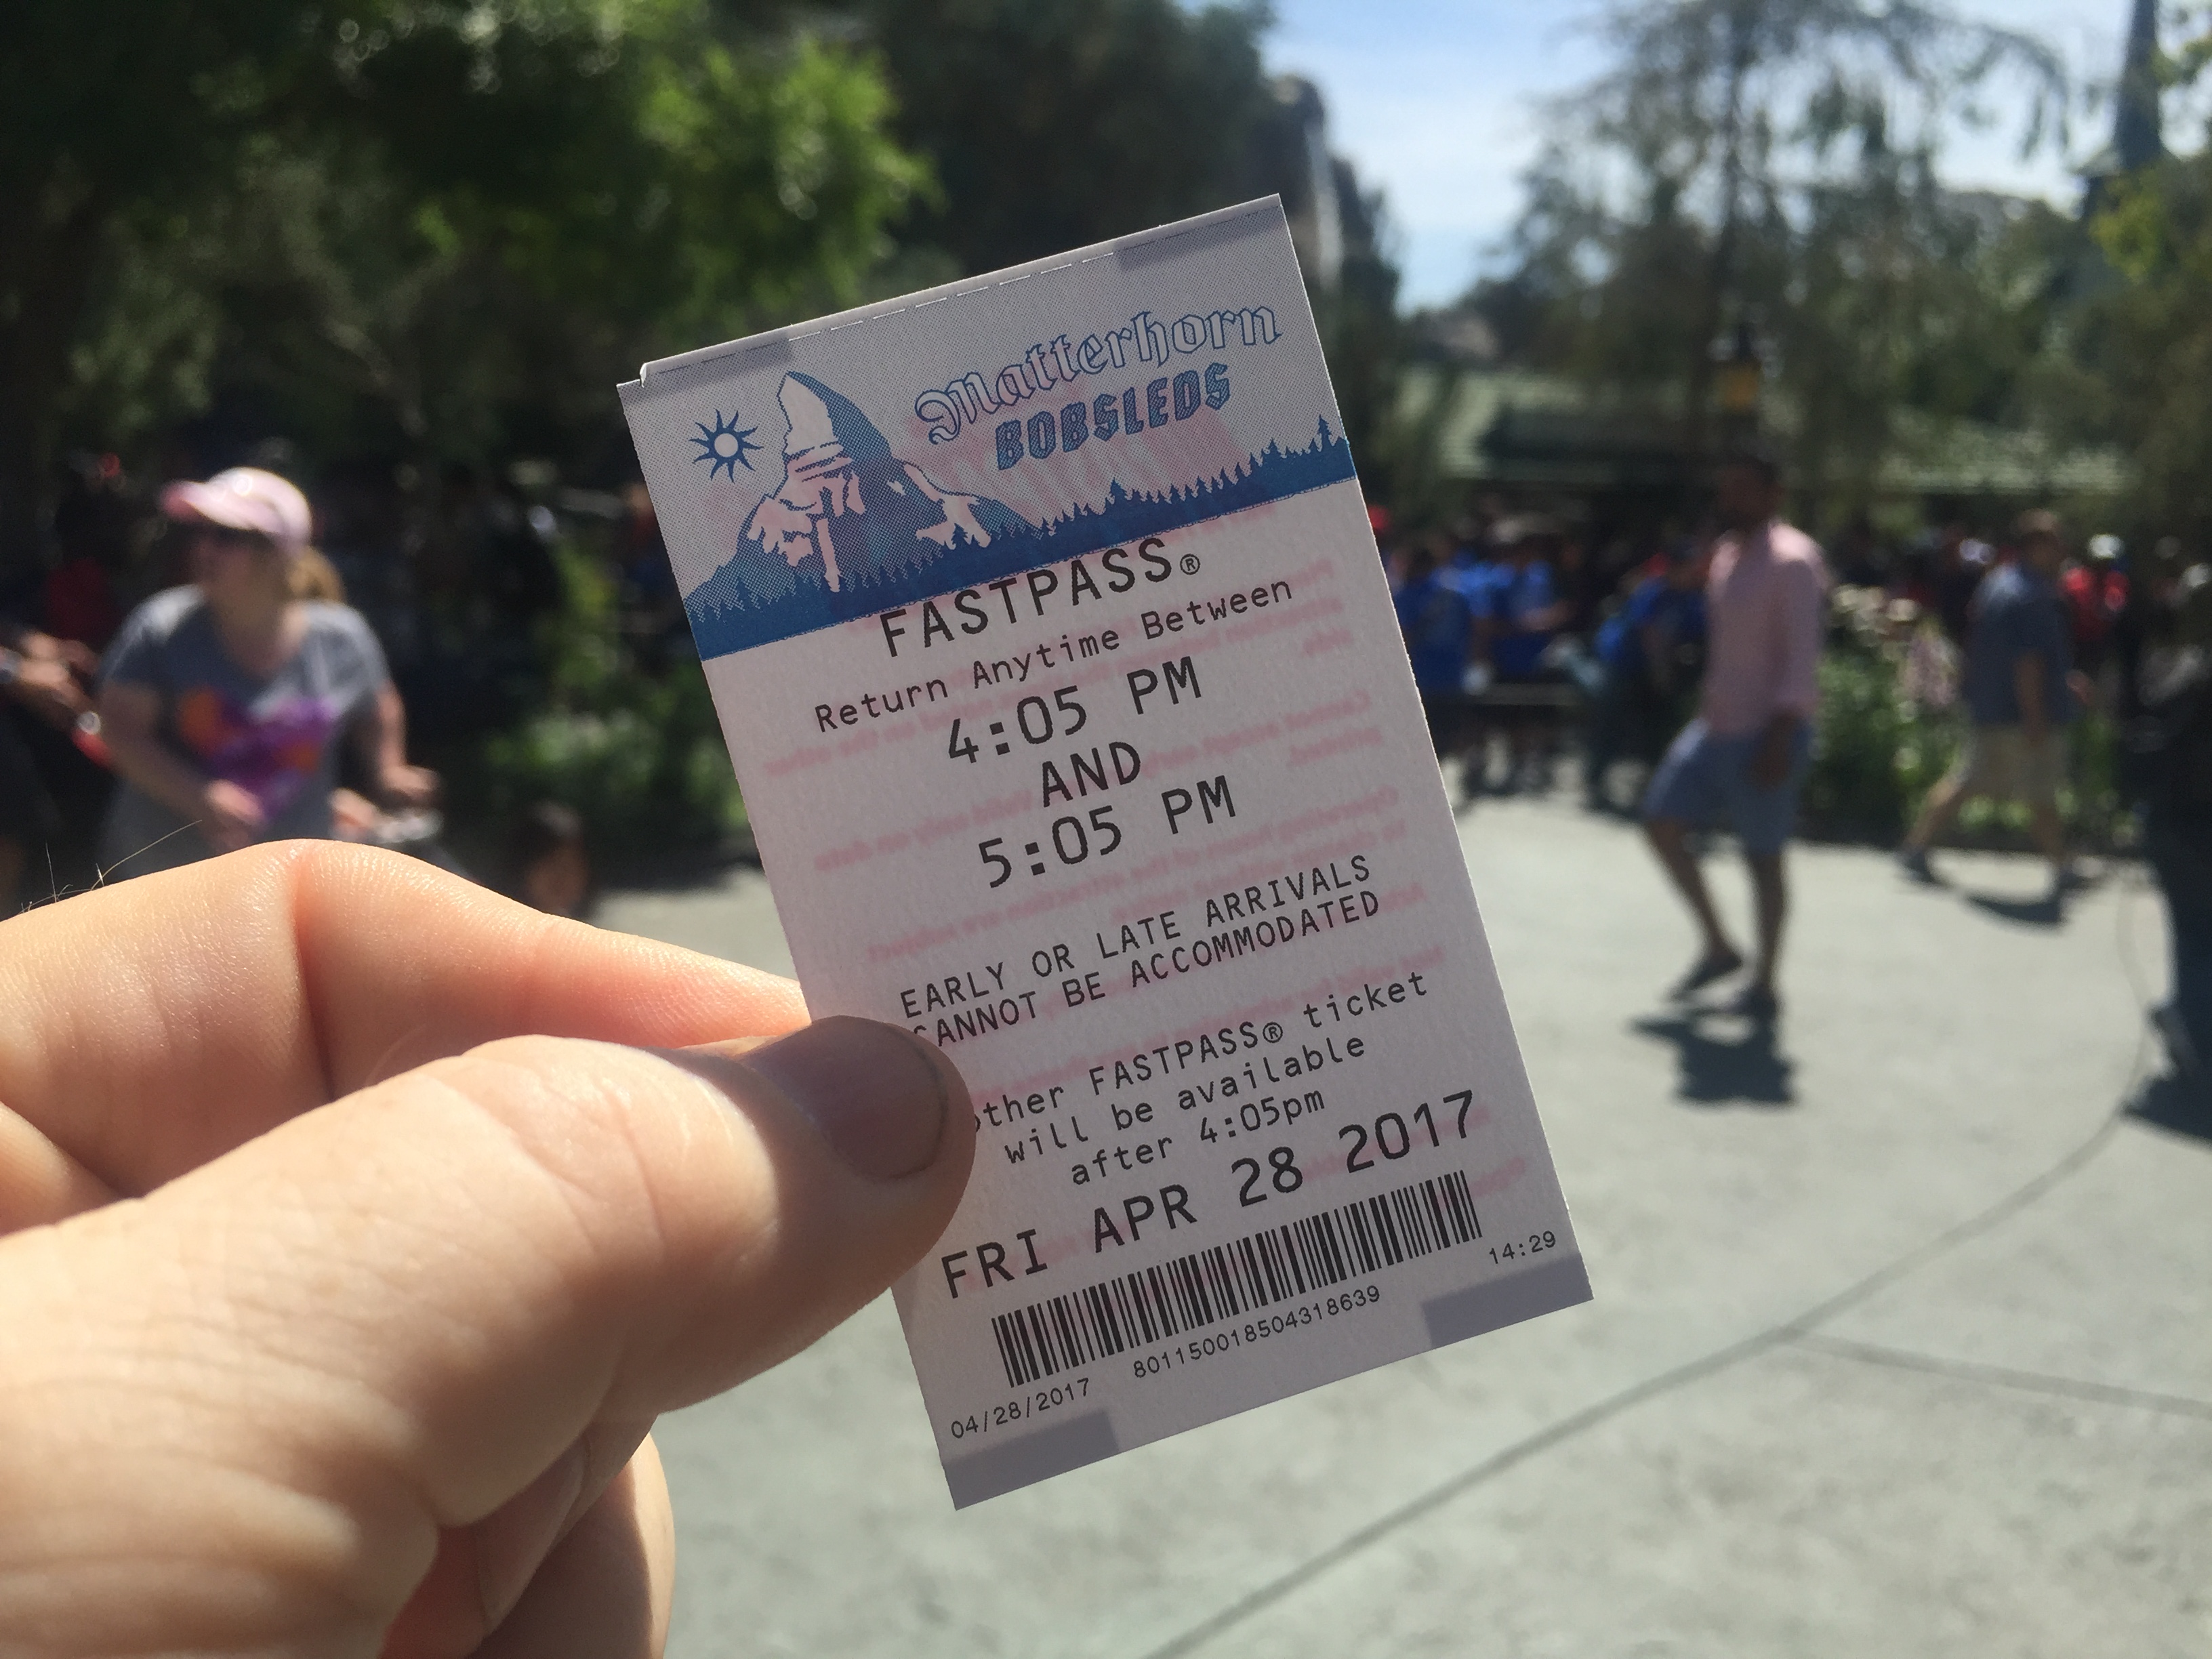 Matterhorn
BOBSLEDS
FASTPASS®
Return Anytime Between
4:05 PM
AND
5:05 PM
EARLY OR LATE ARRIVALS
CANNOT BE ACCOMMODATED
other FASTPASS® ticket
will be available
after 4:05pm
FRI APR 28 2017
14:29
801150018504318639
04/28/2017